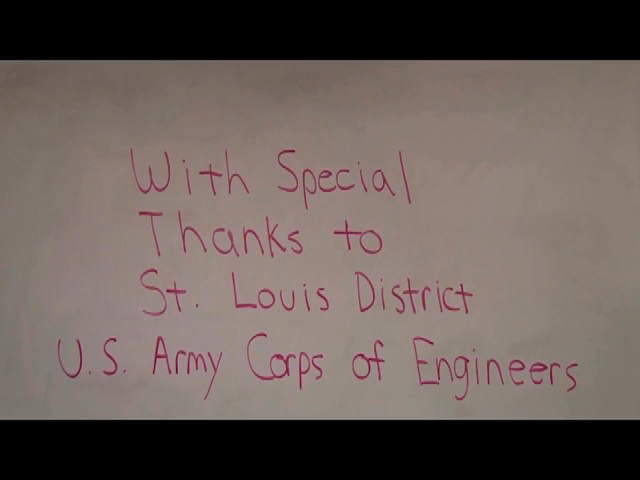 With Special
Thanks to
St. Louis District
U.S. Army Corps of Engineers